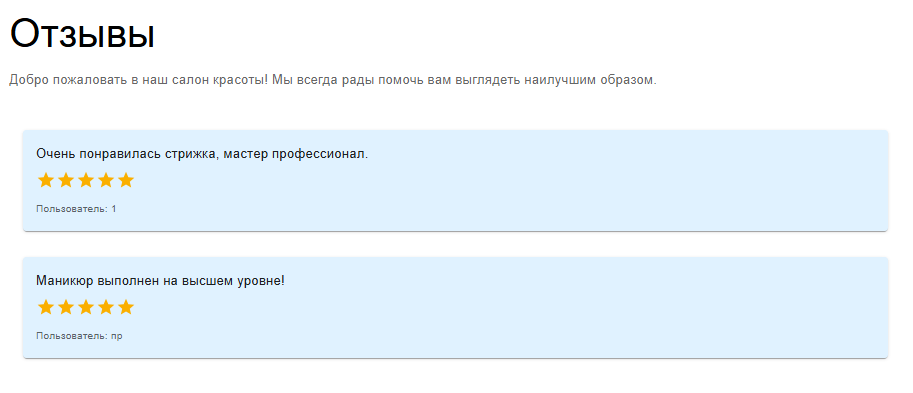 Отзывы
Добро пожаловать в наш салон красоты! Мы всегда рады помочь вам выглядеть наилучшим образом.
Очень понравилась стрижка, мастер профессионал.
Пользователь: 1
Маникюр выполнен на высшем уровне!
Пользователь: пр